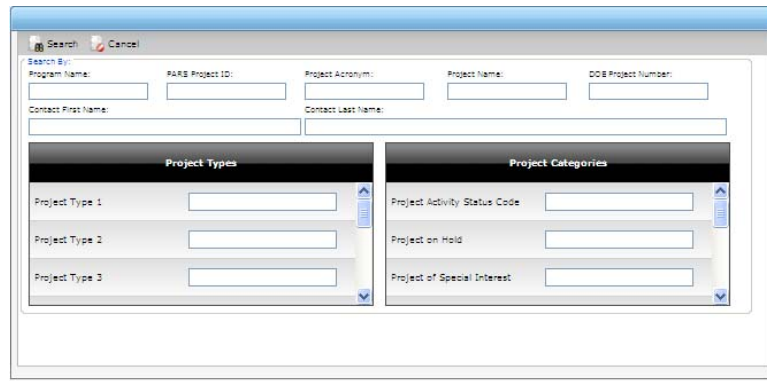 Search Cancel
Search By:
Program Name: PARS Project ID: Project Acronym: Project Name: DOE Project Number:
Contact First Name: Contact Last Name:
Project Types Project Categories
Project Type 1 Project Activity Status Code
Project Type 2 Project on Hold
Project Type 3 Project of Special Interest